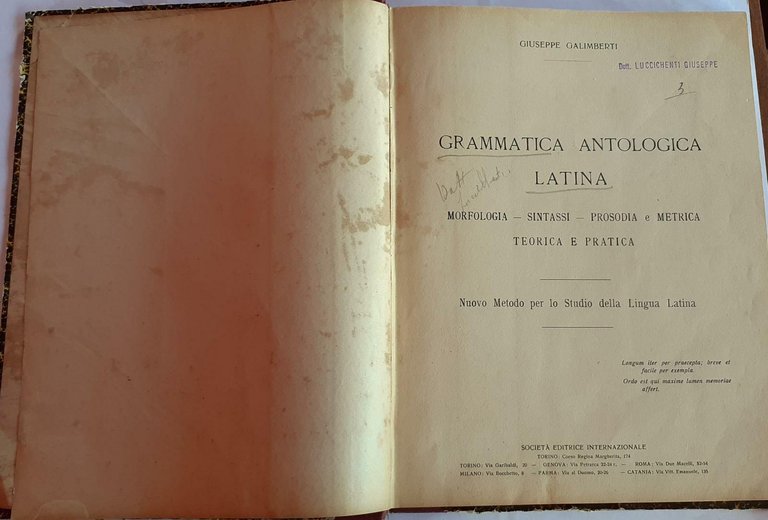 GIUSEPPE GALIMBERTI
Dott. LUCCICHENTI GIUSEPPE
3
GRAMMATICA ANTOLOGICA
LATINA
MORFOLOGIA — SINTASSI — PROSODIA e METRICA
TEORICA E PRATICA
Nuovo Metodo per lo Studio della Lingua Latina
Longum iter per praecepta; breve et
facile per exempla.
Ordo est qui maxime lumen memoriae
affert.
SOCIETÀ EDITRICE INTERNAZIONALE
TORINO: Corso Regina Margherita, 174
TORINO: Via Garibaldi, 20 — GENOVA: Via Petrarca 22-24 r, — ROMA: Via Due Macelli, 52-54
MILANO: Via Bocchetto, 8 — PARMA: Via al Duomo, 20-26 — CATANIA: Via Vitt. Emanuele, 135